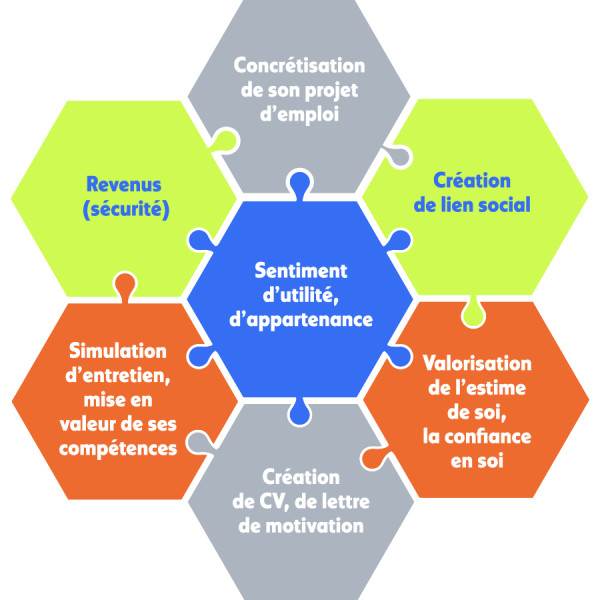 Concrétisation
de son projet
d'emploi
Revenus
(sécurité)
Création
de lien social
Sentiment
d'utilité,
d'appartenance
Simulation
d'entretien,
mise en
valeur de ses
compétences
Valorisation
de l'estime
de soi,
la confiance
en soi
Création
de CV, de lettre
de motivation